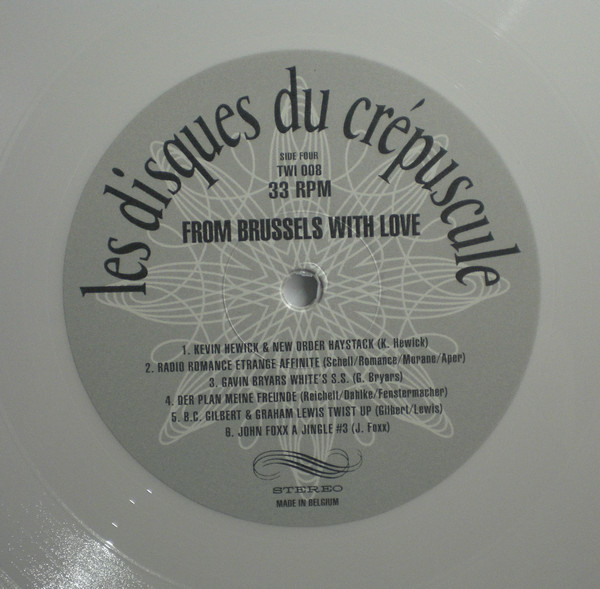 les disques du crépuscule
SIDE FOUR
TWI 008
33 RPM
FROM BRUSSELS WITH LOVE
1. KEVIN HEWICK & NEW ORDER HAYSTACK (K. Hewick)
2. RADIO ROMANCE ETRANGE AFFINITE (Schell/Romance/Murano/Aper)
3. GAVIN BRYARS WHITE'S S.S. (G. Bryars)
4. DER PLAN MEINE FREUNDE (Reichell/Dahlke/Fenstermacher)
5. B.C. GILBERT & GRAHAM LEWIS TWIST UP (Gilbert/Lewis)
6. JOHN FOXX A JINGLE #3 (J. Foxx)
STEREO
MADE IN BELGIUM